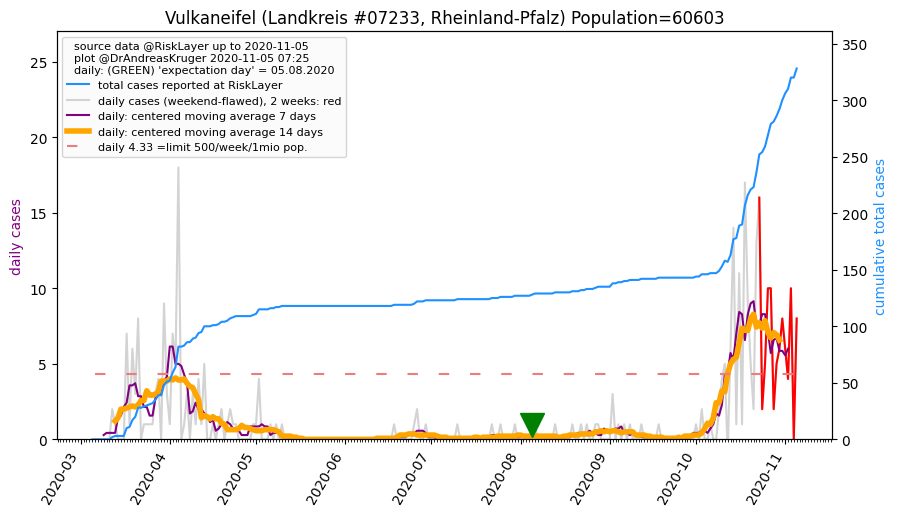 Vulkaneifel (Landkreis #07233, Rheinland-Pfalz) Population=60603
source data @RiskLayer up to 2020-11-05
plot @DrAndreasKruger 2020-11-05 07:25
daily: (GREEN) 'expectation day' = 05.08.2020
total cases reported at RiskLayer
daily cases (weekend-flawed), 2 weeks: red
daily: centered moving average 7 days
daily: centered moving average 14 days
daily 4.33 =limit 500/week/1mio pop.
daily cases
25
20
15
10
5
0
cumulative total cases
350
300
250
200
150
100
50
0
2020-03
2020-04
2020-05
2020-06
2020-07
2020-08
2020-09
2020-10
2020-11